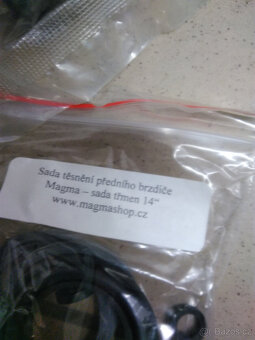 Sada těsnění předního brzdiče
Magma – sada třmen 14“
www.magmashop.cz
Bazoš.cz